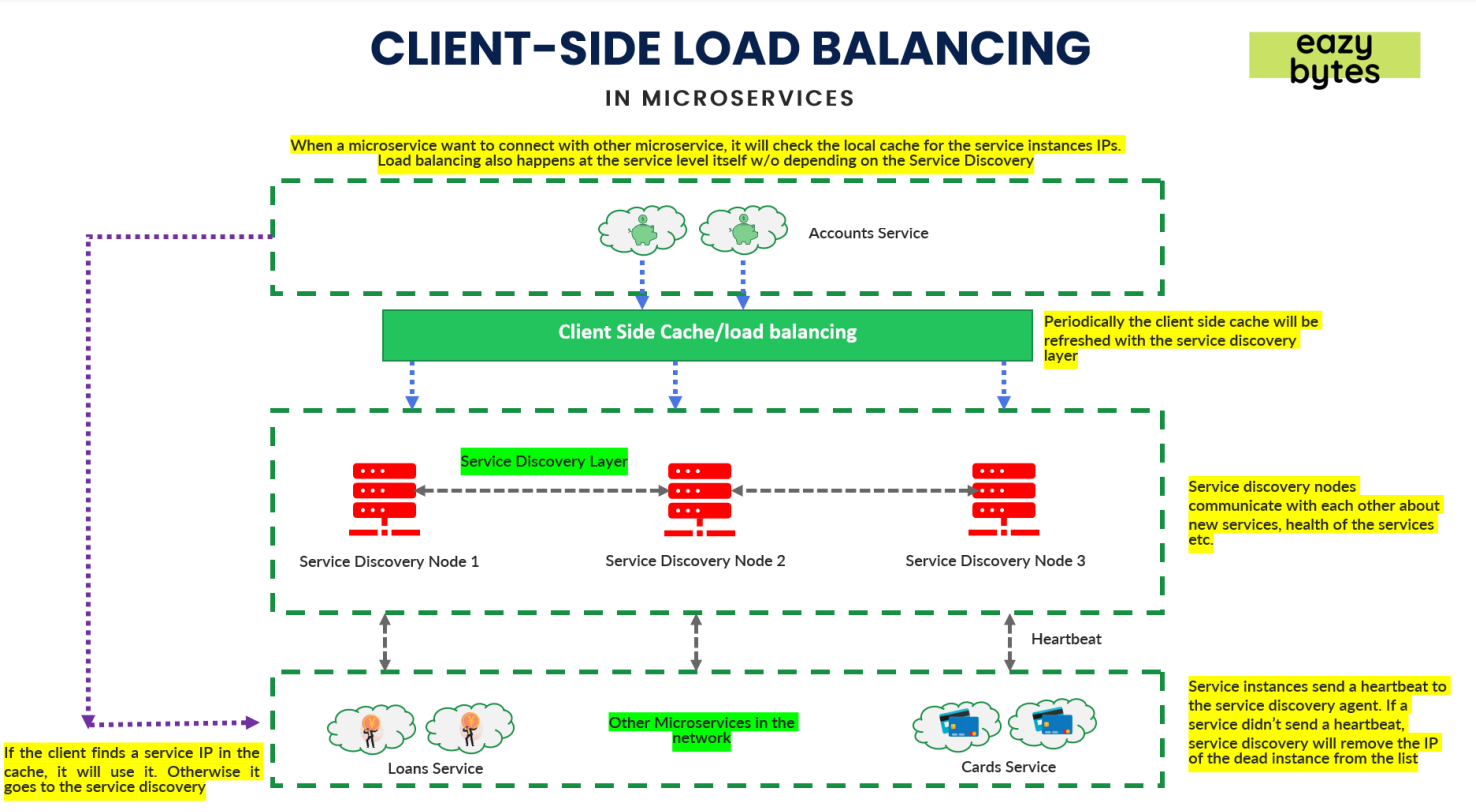 CLIENT-SIDE LOAD BALANCING
eazy
bytes
IN MICROSERVICES
When a microservice want to connect with other microservice, it will check the local cache for the service instances IPs.
Load balancing also happens at the service level itself w/o depending on the Service Discovery
Accounts Service
Client Side Cache/load balancing
Periodically the client side cache will be
refreshed with the service discovery
layer
Service Discovery Layer
Service discovery nodes
communicate with each other about
new services, health of the services
etc.
Service Discovery Node 1
Service Discovery Node 2
Service Discovery Node 3
Heartbeat
Service instances send a heartbeat to
the service discovery agent. If a
service didn't send a heartbeat,
service discovery will remove the IP
of the dead instance from the list
Other Microservices in the
network
Loans Service
Cards Service
If the client finds a service IP in the
cache, it will use it. Otherwise it
goes to the service discovery